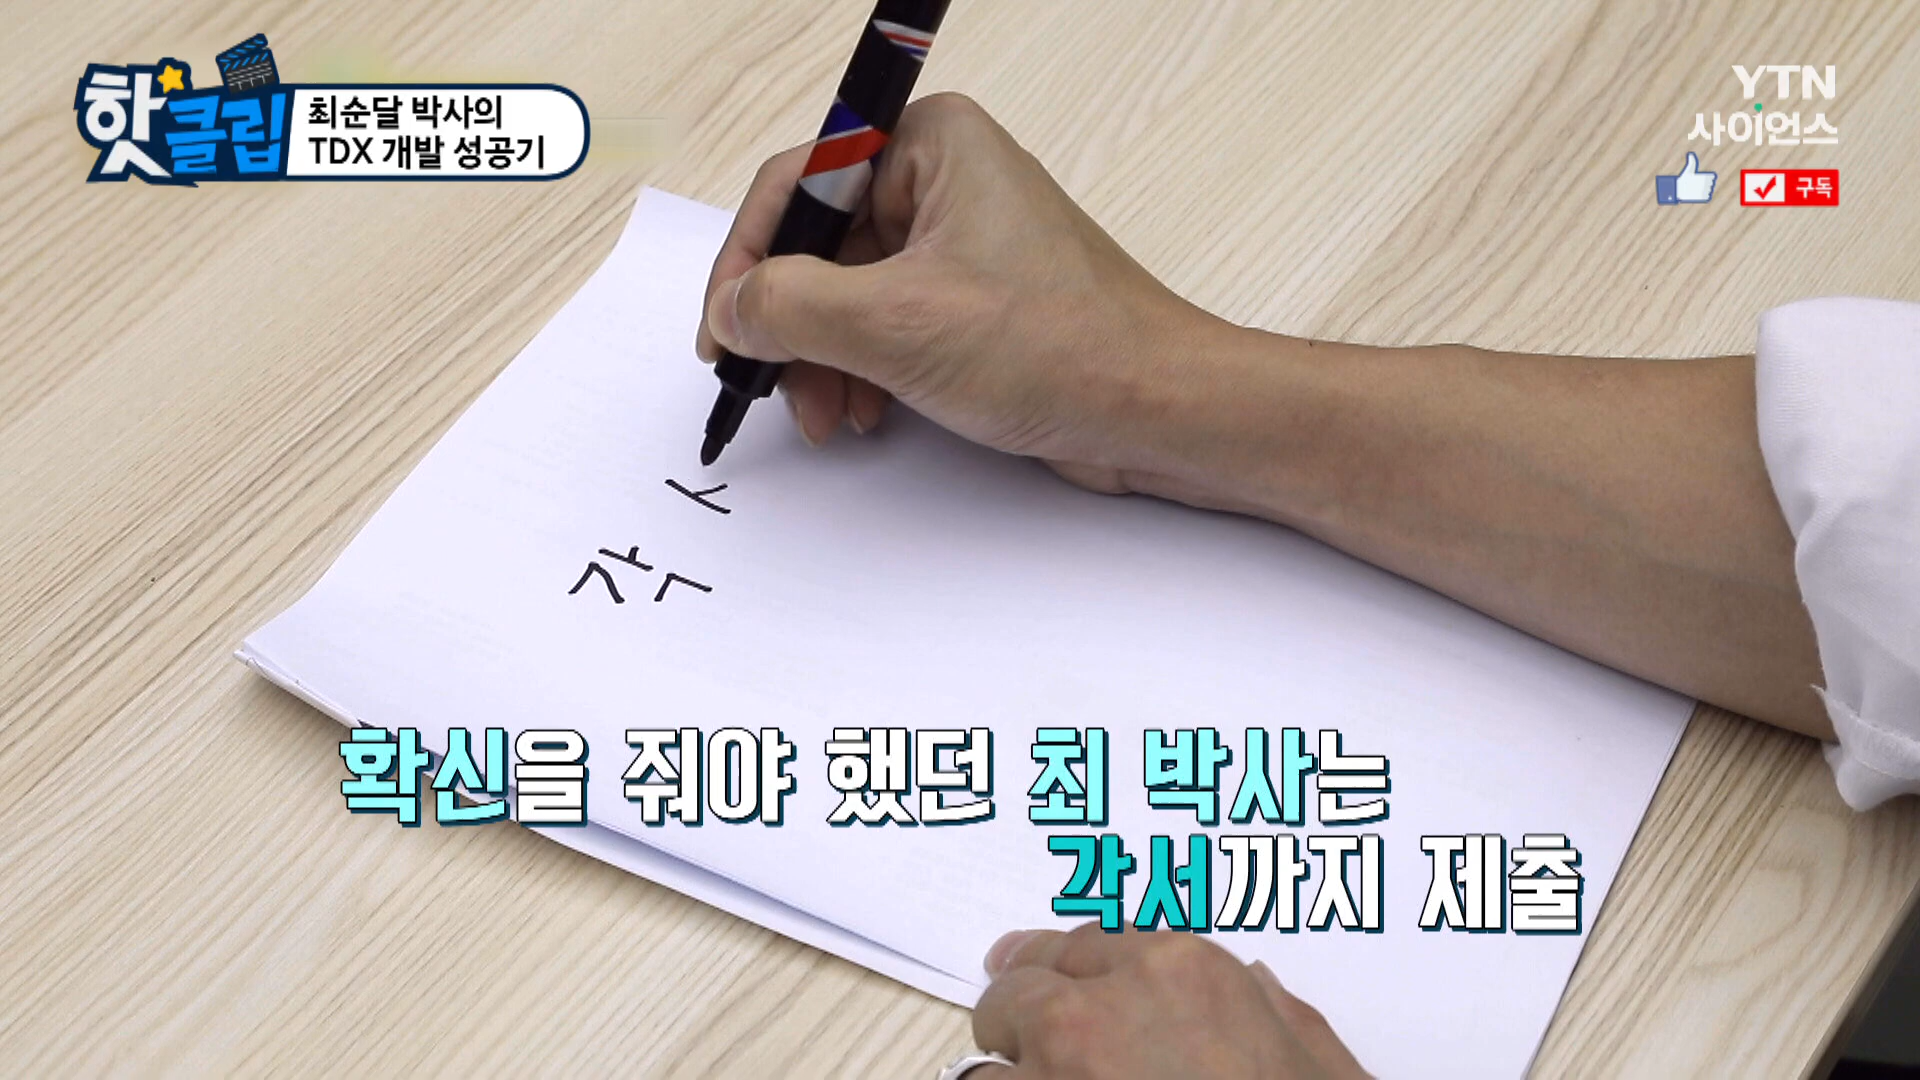 핫클립
최순달 박사의
TDX 개발 성공기
YTN
사이언스
구독
각ㅅ
확신을 줘야 했던 최 박사는
각서까지 제출